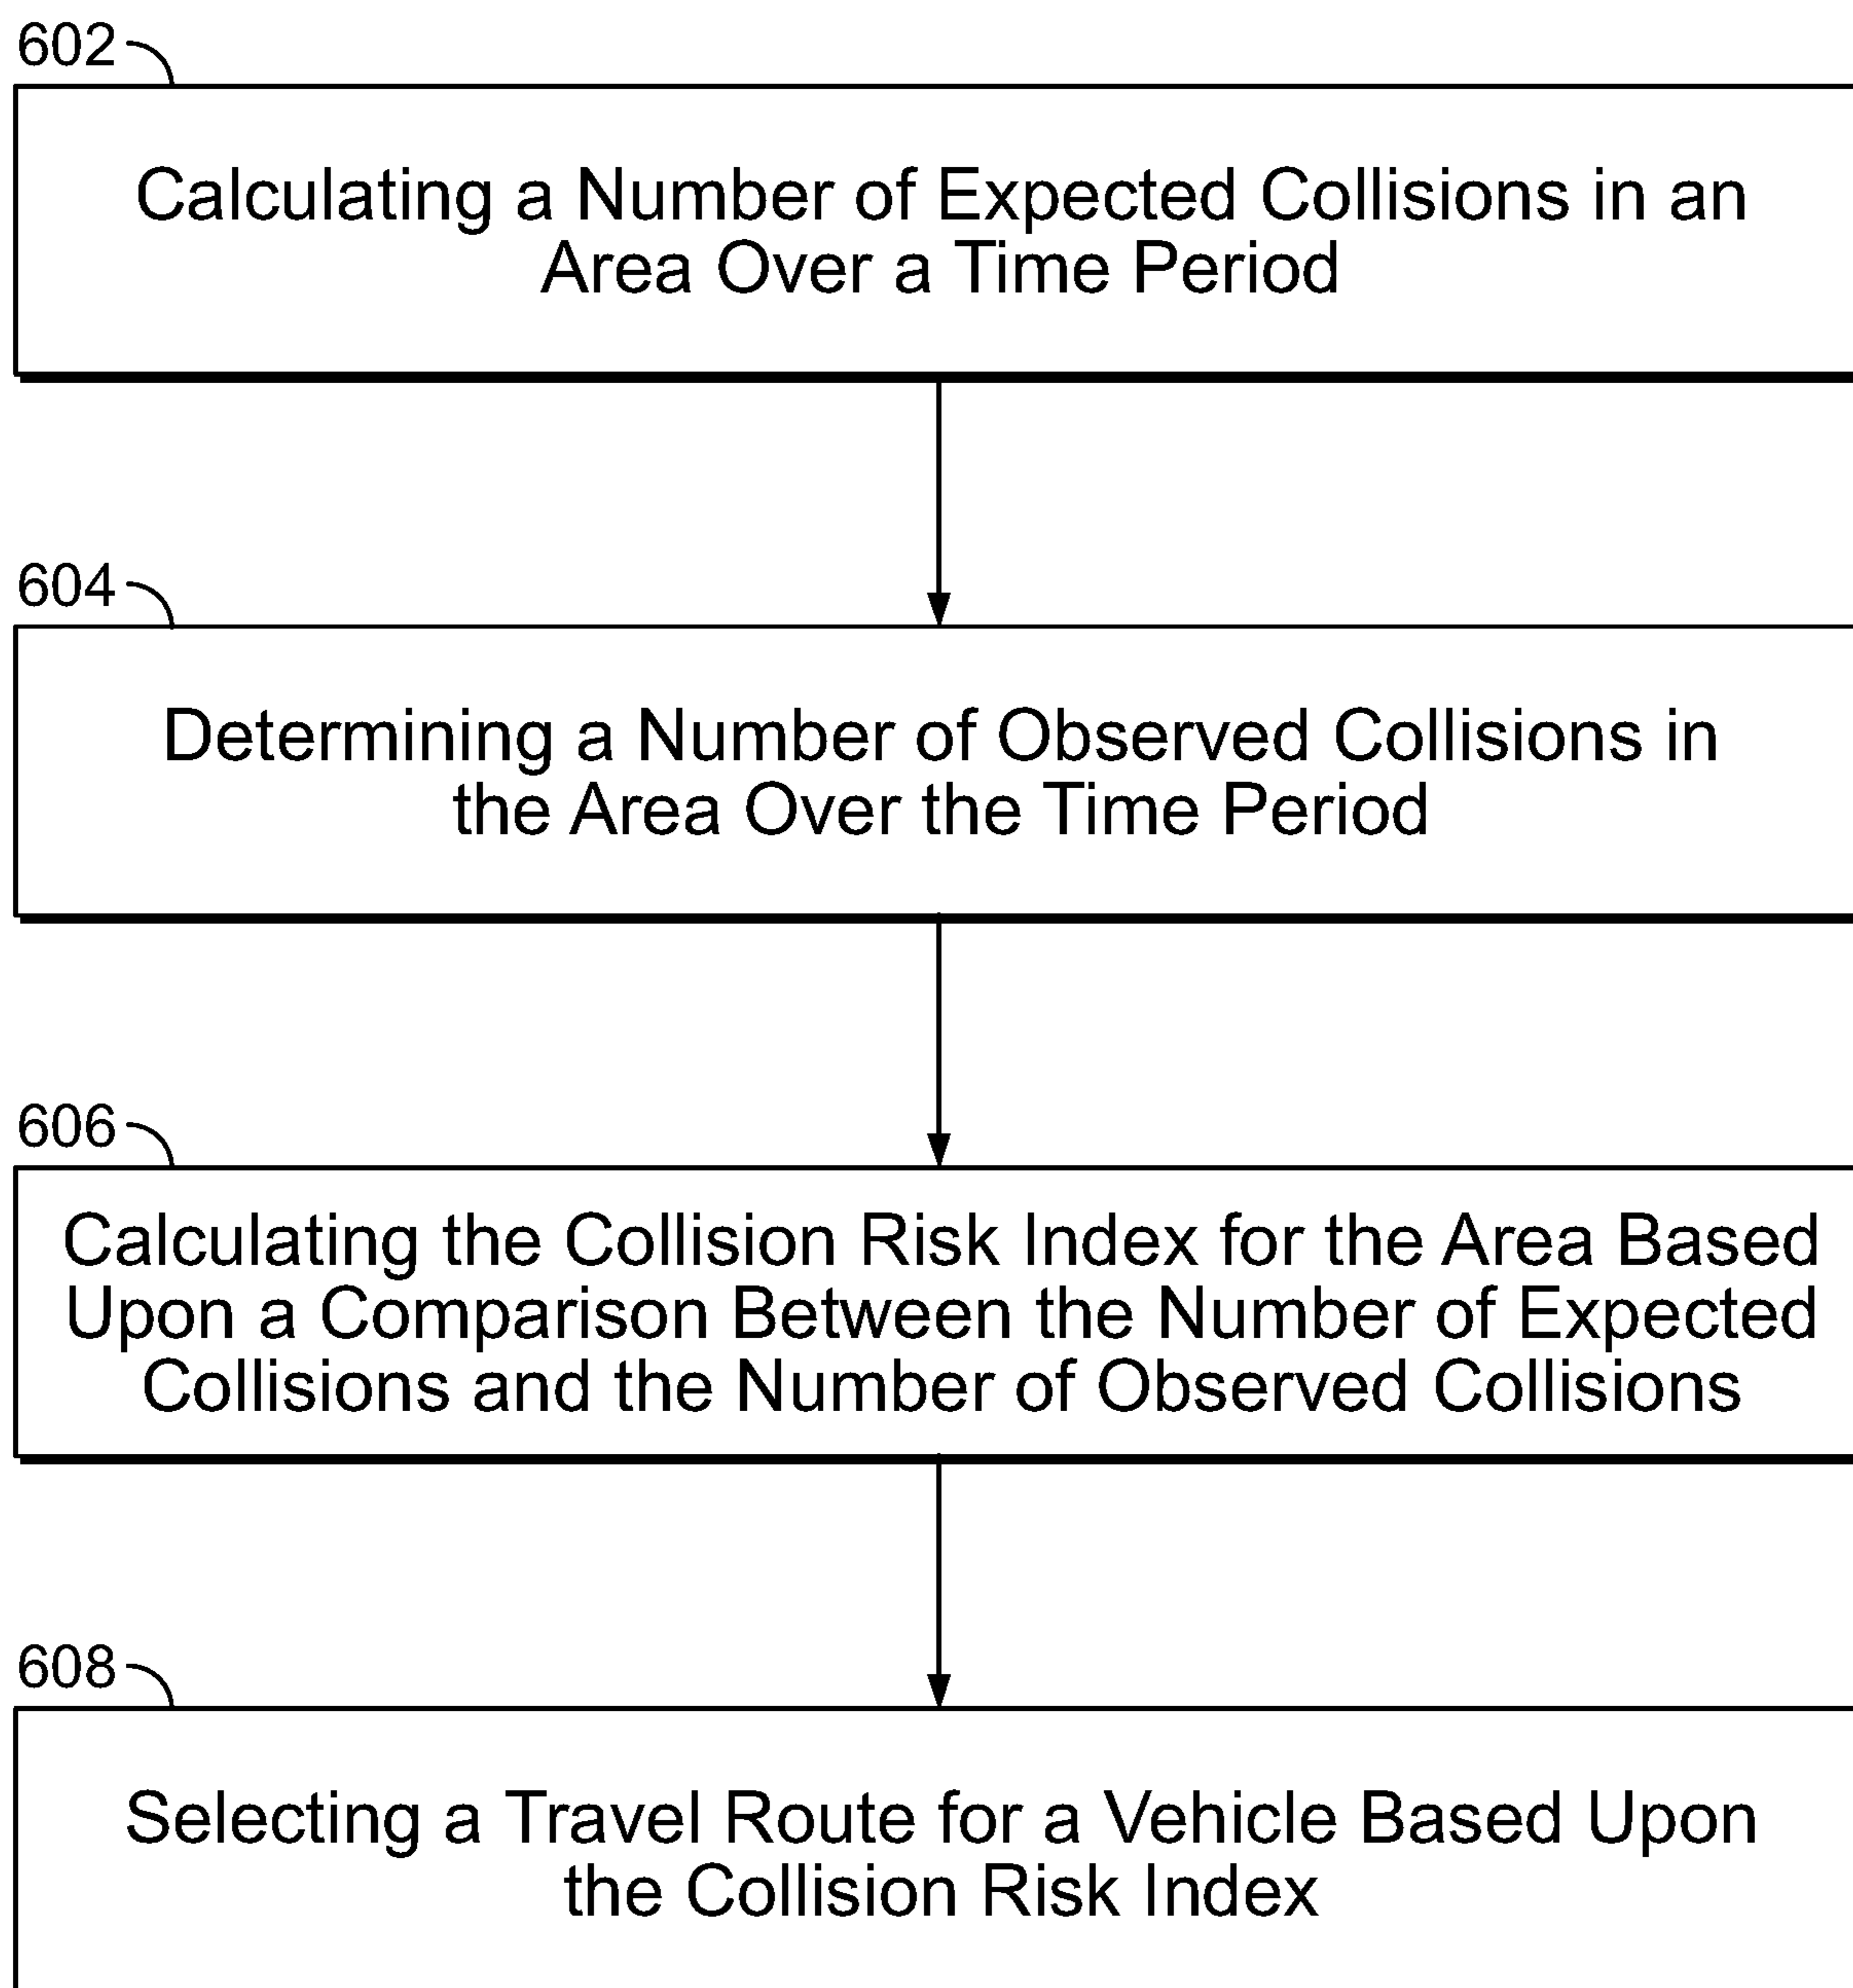 602
Calculating a Number of Expected Collisions in an
Area Over a Time Period
604
Determining a Number of Observed Collisions in
the Area Over the Time Period
606
Calculating the Collision Risk Index for the Area Based
Upon a Comparison Between the Number of Expected
Collisions and the Number of Observed Collisions
608
Selecting a Travel Route for a Vehicle Based Upon
the Collision Risk Index